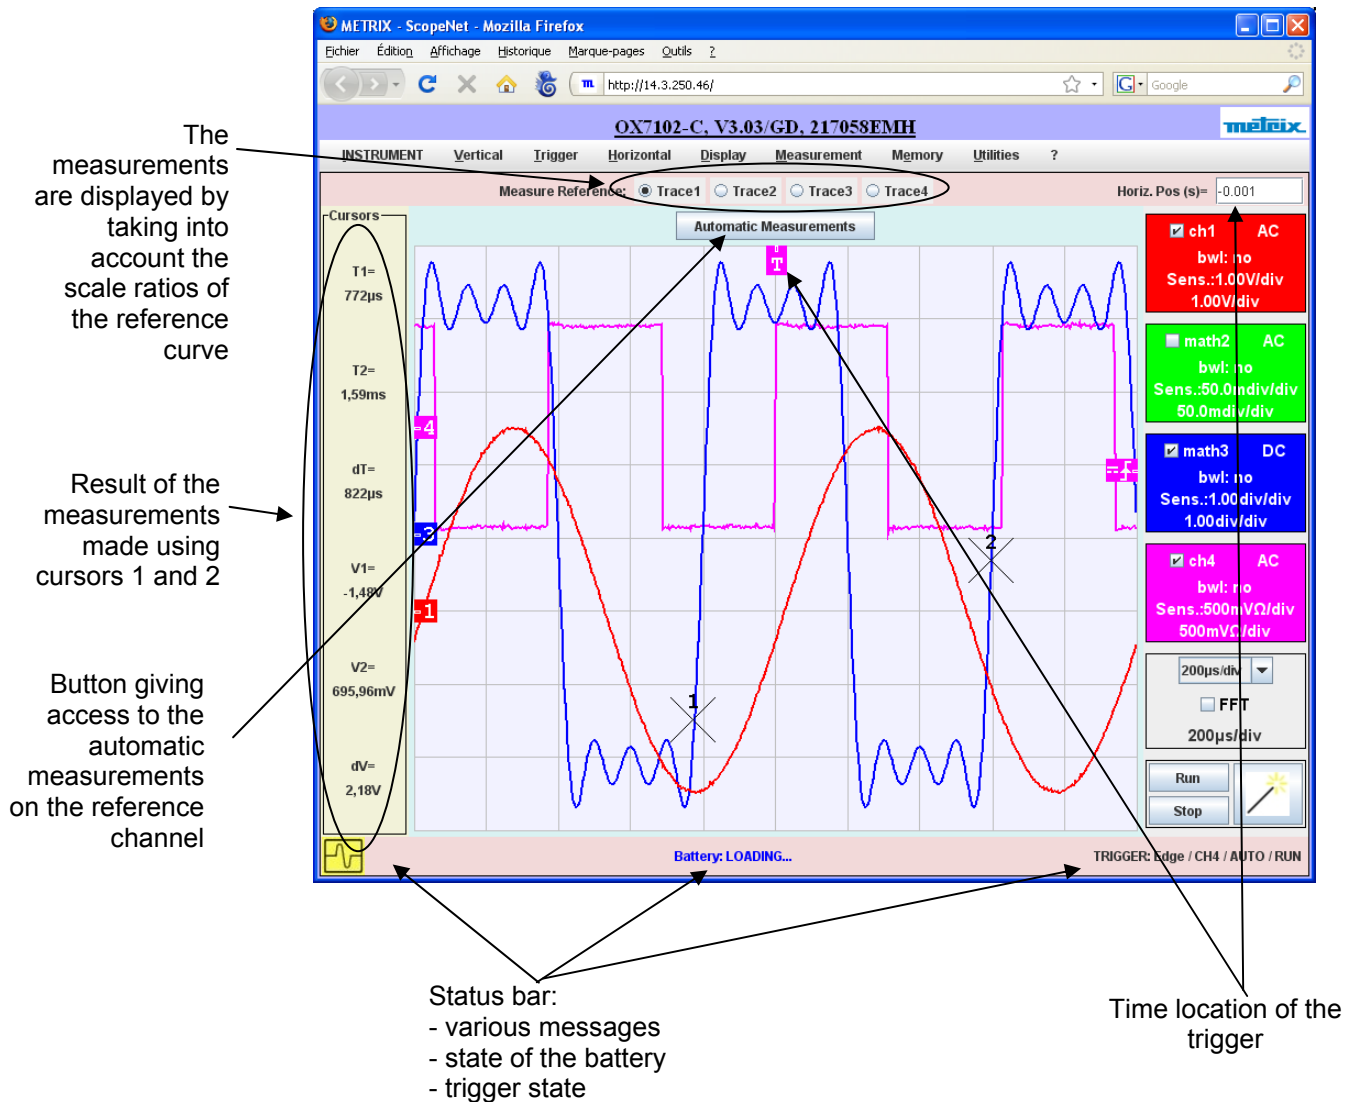 METRIX - ScopeNet - Mozilla Firefox
Fichier Édition Affichage Historique Marque-pages Outils ?
m http://14.3.250.46/ G Google
OX7102-C, V3.03/GD, 217058EMH
metrix
INSTRUMENT Vertical Trigger Horizontal Display Measurement Memory Utilities ?
Measure Reference: Trace1 Trace2 Trace3 Trace4
Horiz. Pos (s)= -0.001
Cursors
T1=
772µs
T2=
1,59ms
dT=
822µs
V1=
-1,48V
V2=
695,96mV
dV=
2,18V
Automatic Measurements
T
4
3
1
1
2
ch1 AC
bwl: no
Sens.:1.00V/div
1.00V/div
math2 AC
bwl: no
Sens.:50.0mdiv/div
50.0mdiv/div
math3 DC
bwl: no
Sens.:1.00div/div
1.00div/div
ch4 AC
bwl: no
Sens.:500mVΩ/div
500mVΩ/div
200µs/div
FFT
200µs/div
Run
Stop
Battery: LOADING...
TRIGGER: Edge / CH4 / AUTO / RUN
The
measurements
are displayed by
taking into
account the
scale ratios of
the reference
curve
Result of the
measurements
made using
cursors 1 and 2
Button giving
access to the
automatic
measurements
on the reference
channel
Status bar:
- various messages
- state of the battery
- trigger state
Time location of the
trigger